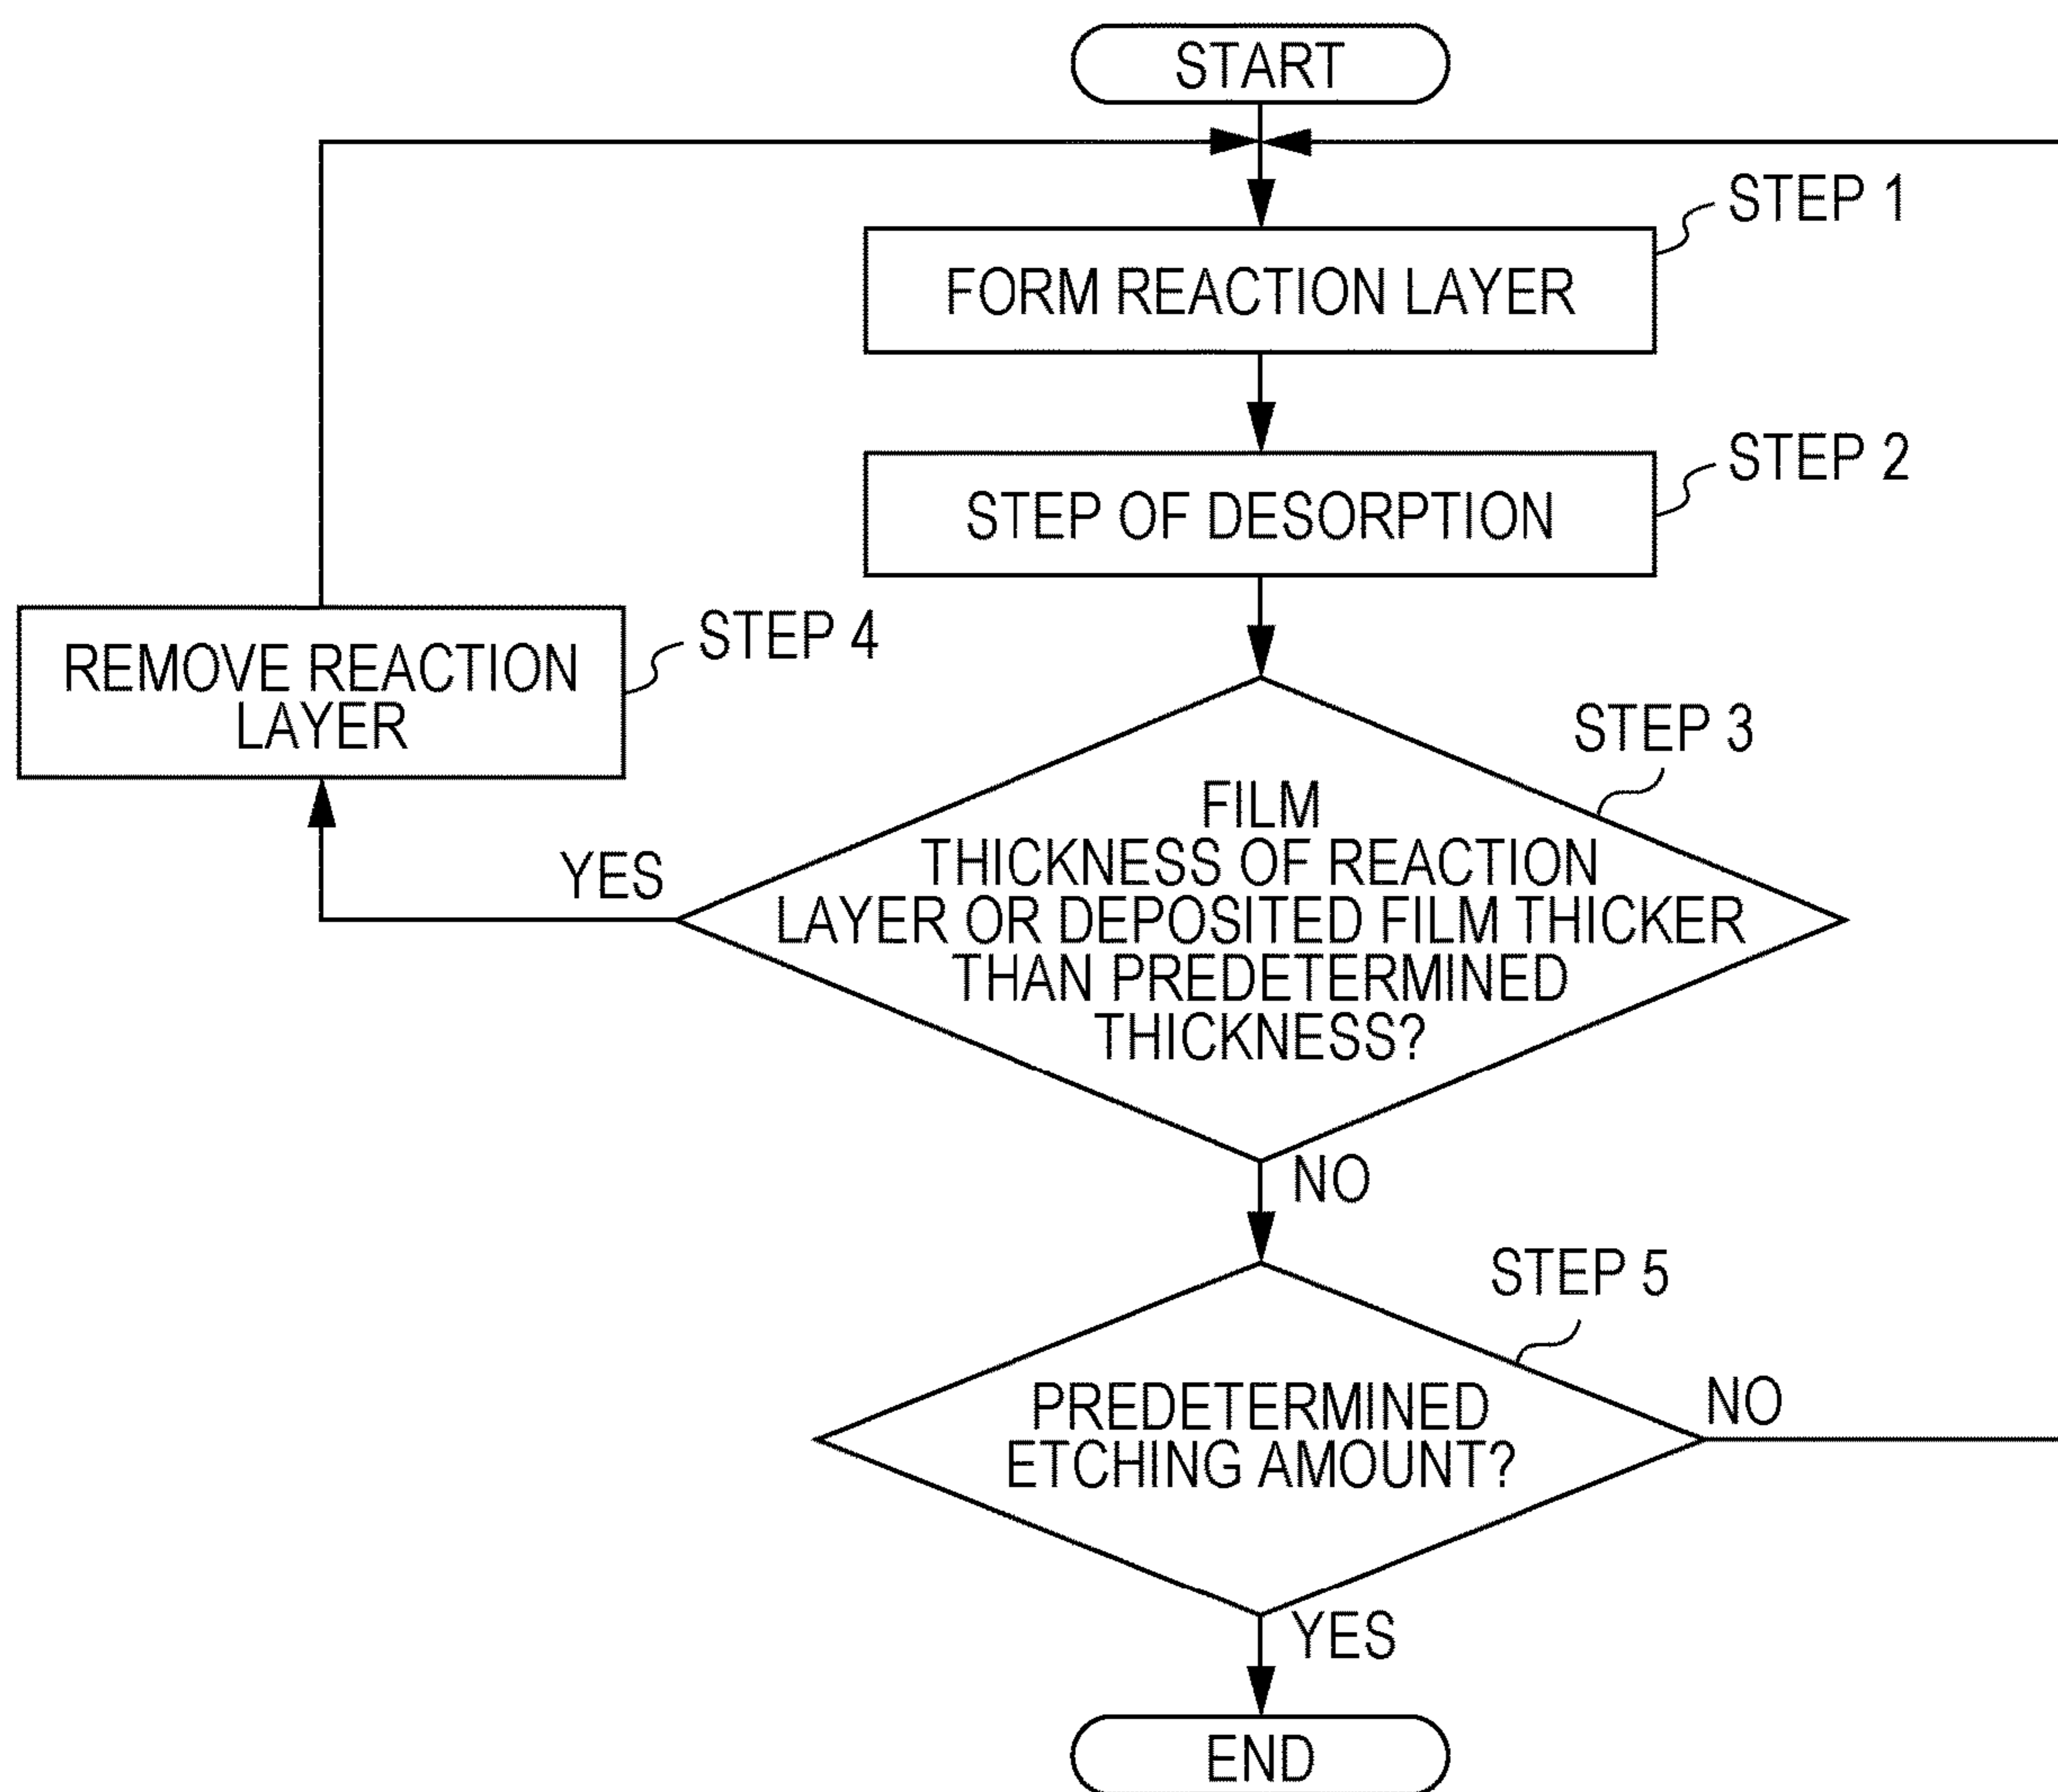 START
STEP 1
FORM REACTION LAYER
STEP 2
STEP OF DESORPTION
STEP 4
REMOVE REACTION
LAYER
STEP 3
FILM
THICKNESS OF REACTION
LAYER OR DEPOSITED FILM THICKER
THAN PREDETERMINED
THICKNESS?
YES
NO
STEP 5
PREDETERMINED
ETCHING AMOUNT?
NO
YES
END